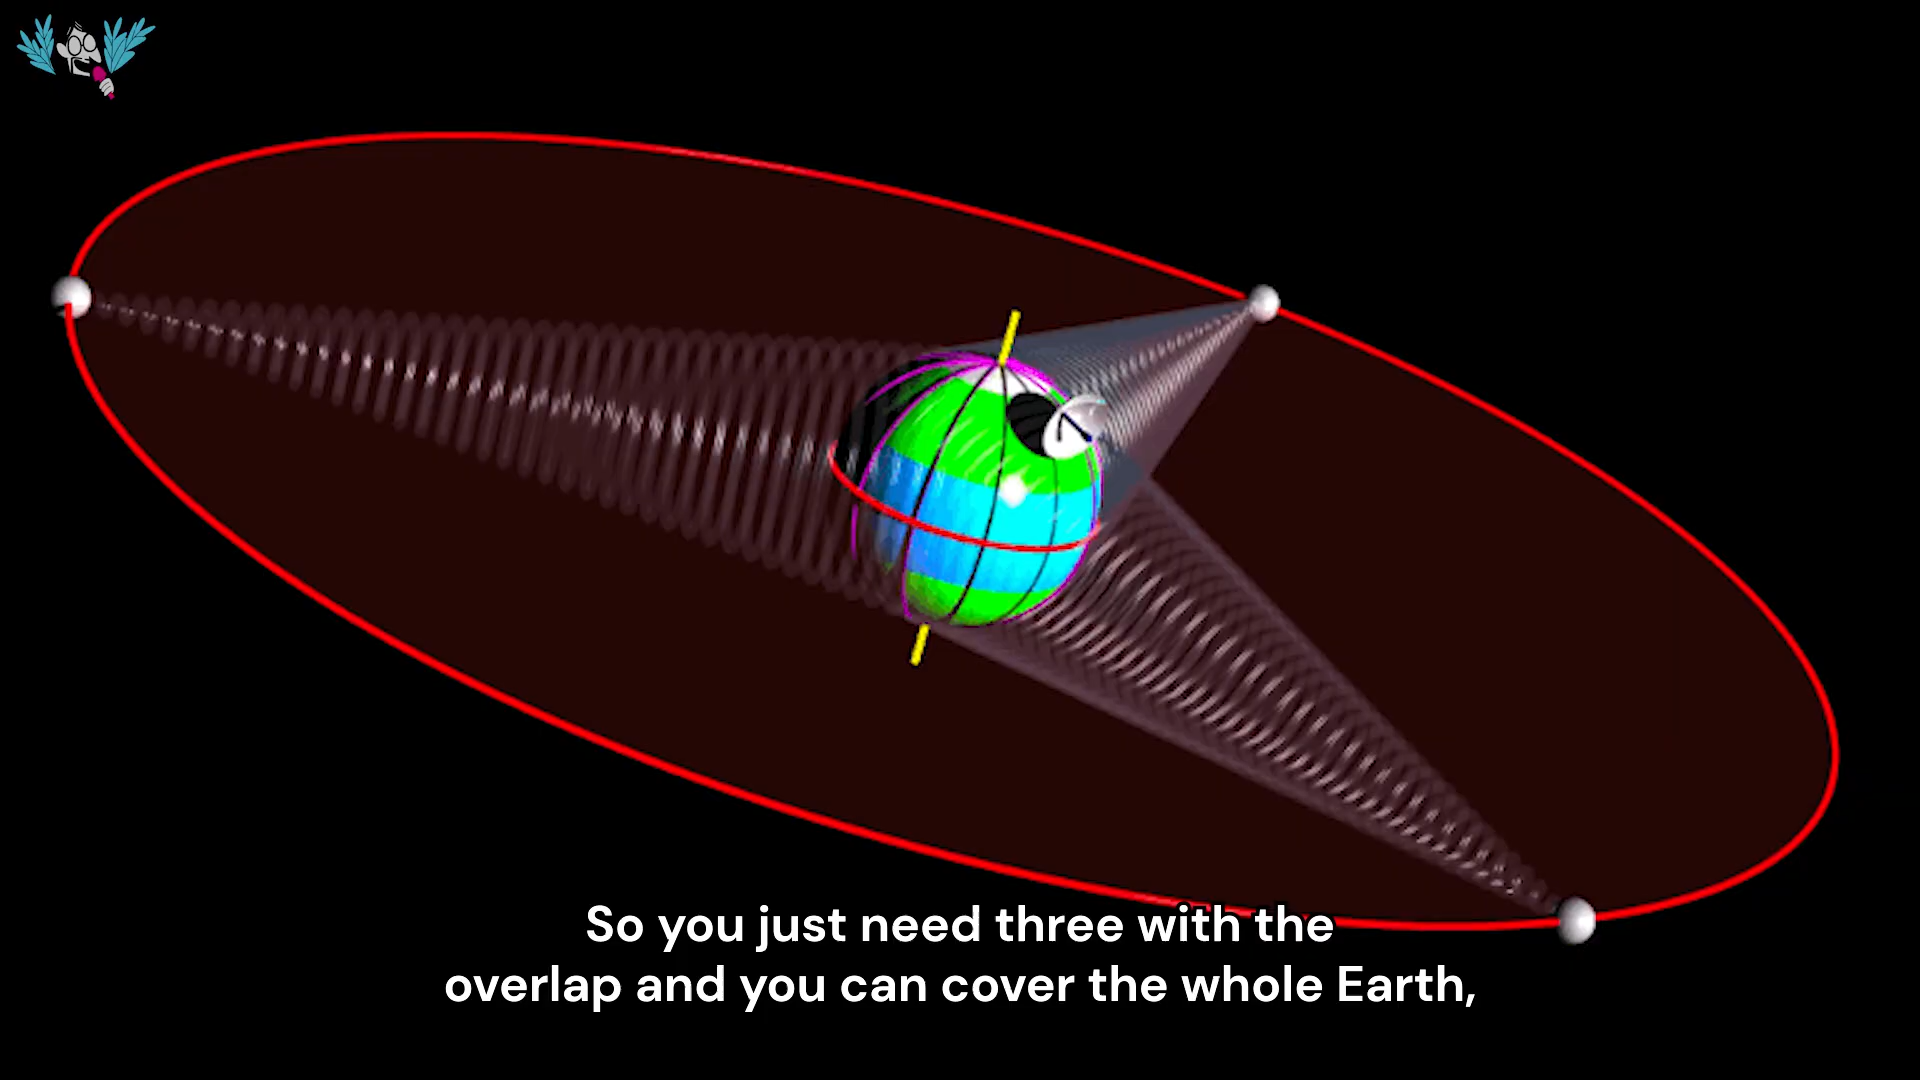 So you just need three with the
overlap and you can cover the whole Earth,